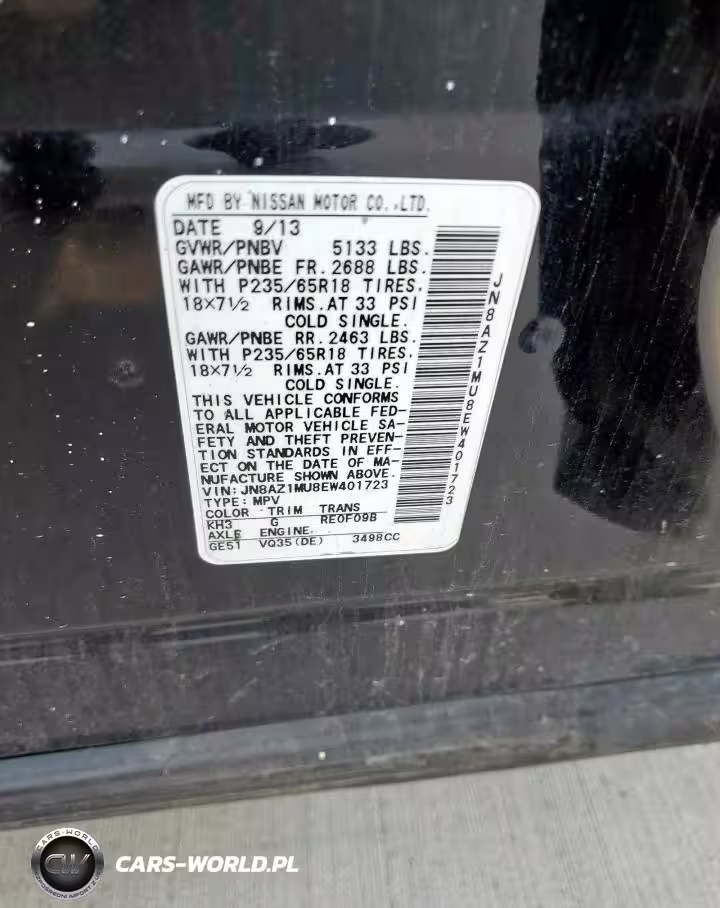 MFD BY NISSAN MOTOR CO.,LTD.
DATE 9/13
GVWR/PNBV 5133 LBS.
GAWR/PNBE FR. 2688 LBS.
WITH P235/65R18 TIRES,
18×7½ RIMS.AT 33 PSI
COLD SINGLE.
GAWR/PNBE RR. 2463 LBS.
WITH P235/65R18 TIRES.
18×7½ RIMS.AT 33 PSI
COLD SINGLE.
THIS VEHICLE CONFORMS
TO ALL APPLICABLE FED-
ERAL MOTOR VEHICLE SA-
FETY AND THEFT PREVEN-
TION STANDARDS IN EFF-
ECT ON THE DATE OF MA-
NUFACTURE SHOWN ABOVE.
VIN:JN8AZ1MU8EW401723
TYPE: MPV
COLOR TRIM TRANS
KH3 G RE0F09B
AXLE ENGINE.
GE51 VQ35(DE) 3498CC
JN8AZ1MU8EW401723
CARS-WORLD
CW
CARS-WORLD.PL